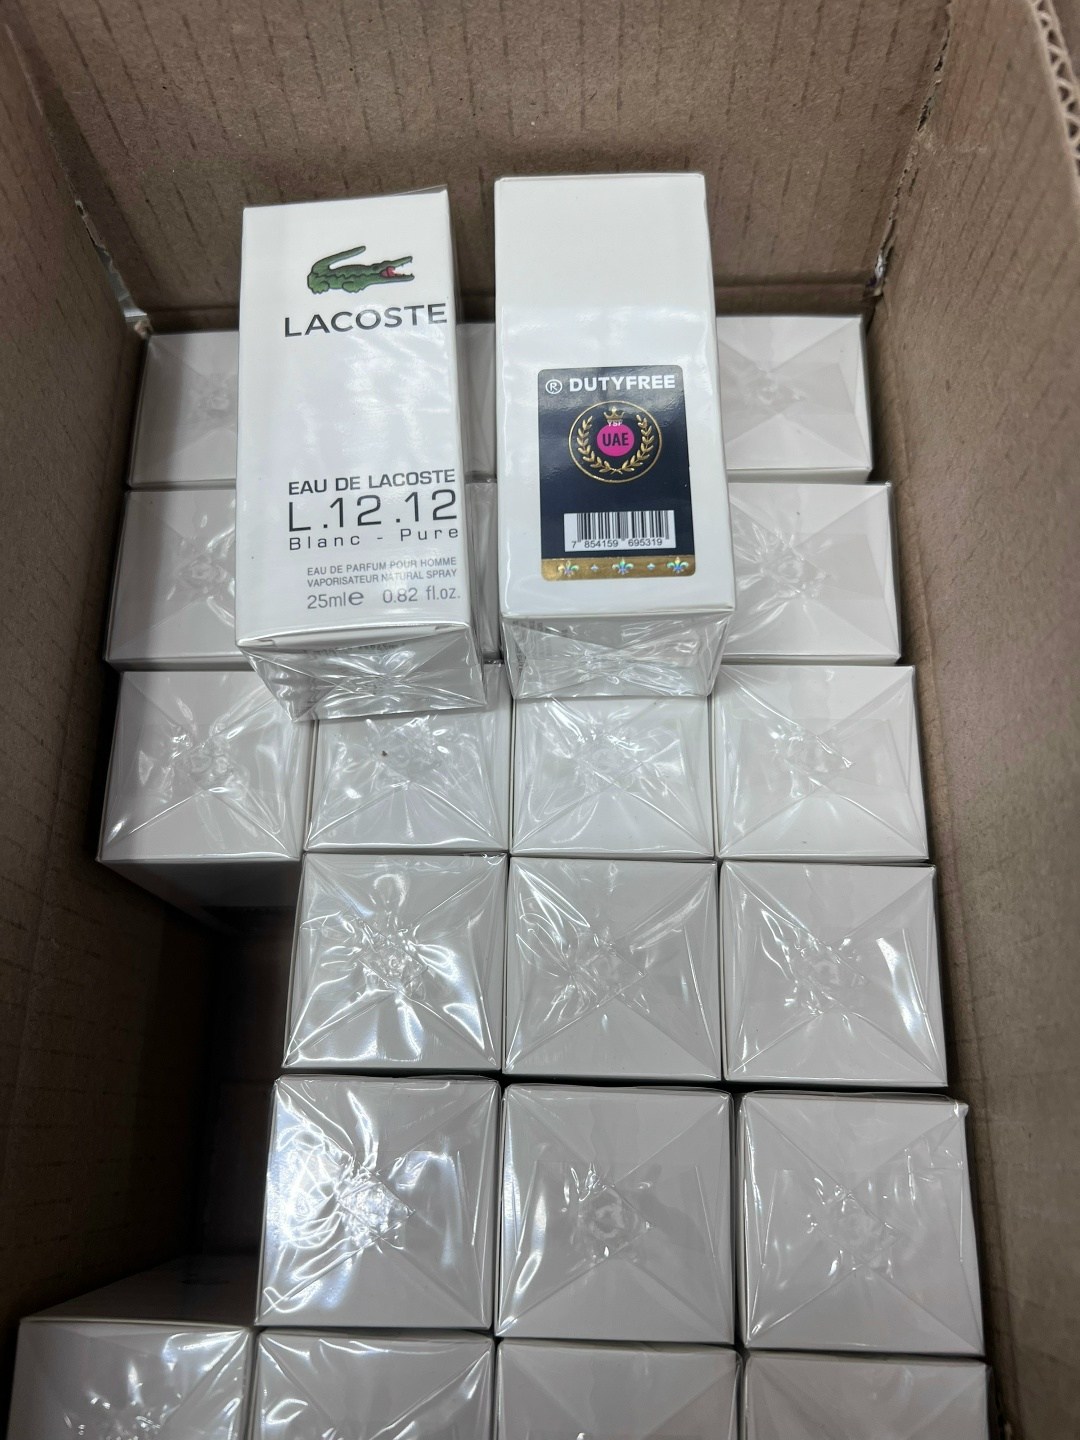 LACOSTE
EAU DE LACOSTE
L.12.12
Blanc - Pure
EAU DE PARFUM POUR HOMME
VAPORISATEUR NATURAL SPRAY
25ml℮ 0.82 fl.oz.
® DUTYFREE
UAE
7 854159 695319